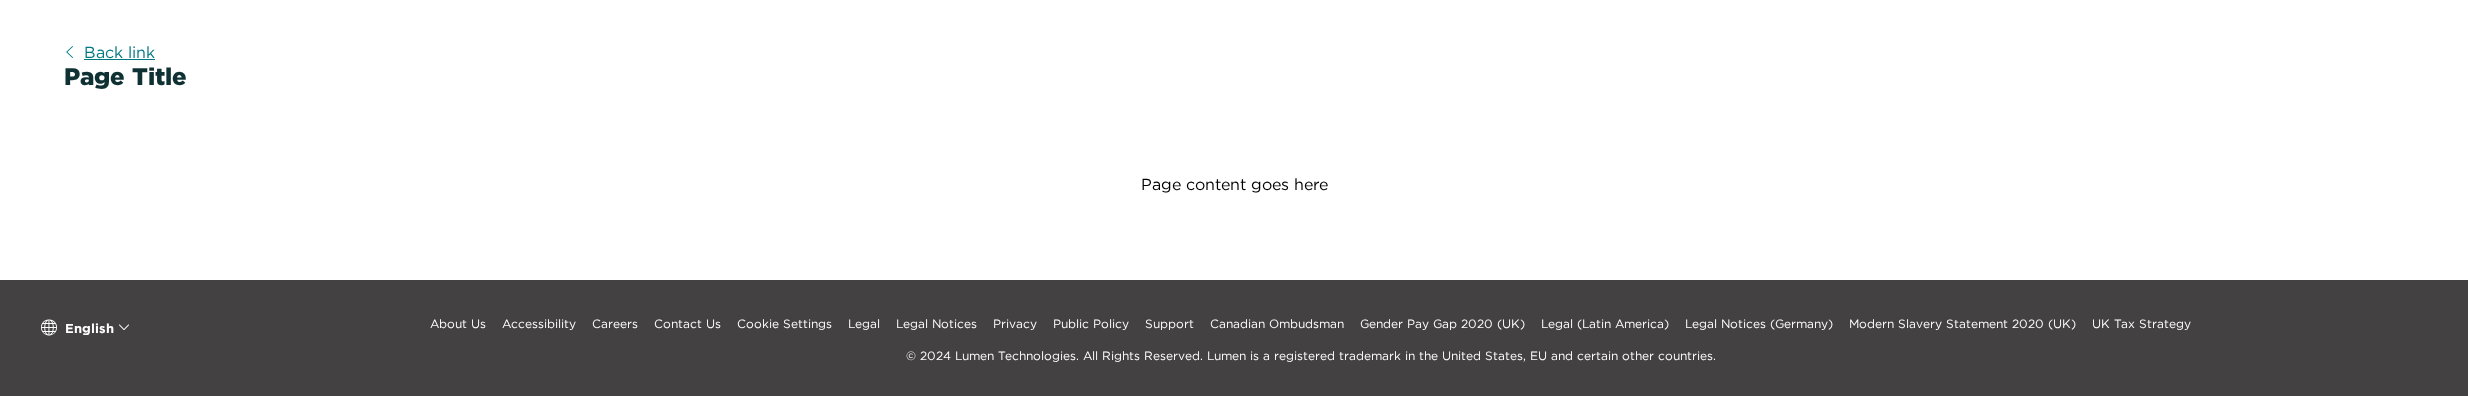 Back link
Page Title
Page content goes here
English
About Us Accessibility Careers Contact Us Cookie Settings Legal Legal Notices Privacy Public Policy Support Canadian Ombudsman Gender Pay Gap 2020 (UK) Legal (Latin America) Legal Notices (Germany) Modern Slavery Statement 2020 (UK) UK Tax Strategy
© 2024 Lumen Technologies. All Rights Reserved. Lumen is a registered trademark in the United States, EU and certain other countries.